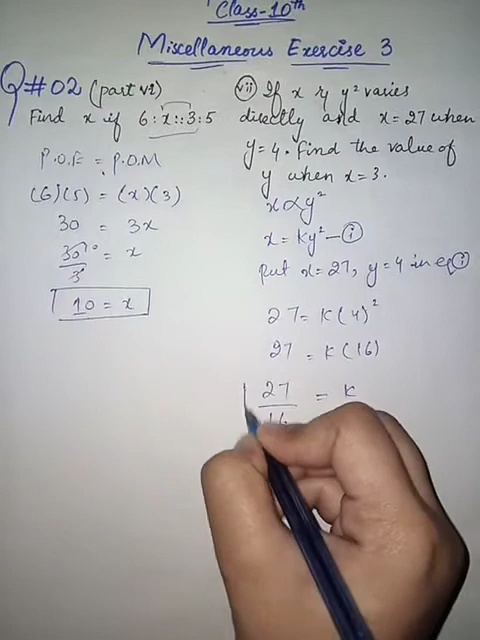 Class-10th
Miscellaneous Exercise 3
Q#02 (part vi)
Find x if 6:x::3:5
P.O.E = P.O.M
(6)(5) = (x)(3)
30 = 3x
30/3 10 = x
10 = x
(vii) If x & y² varies
directly and x=27 when
y=4. Find the value of
y when x=3.
x∝y²
x=Ky² — (i)
put x=27, y=4 in eq (i)
27=K(4)²
27 = K(16)
27/16 = K